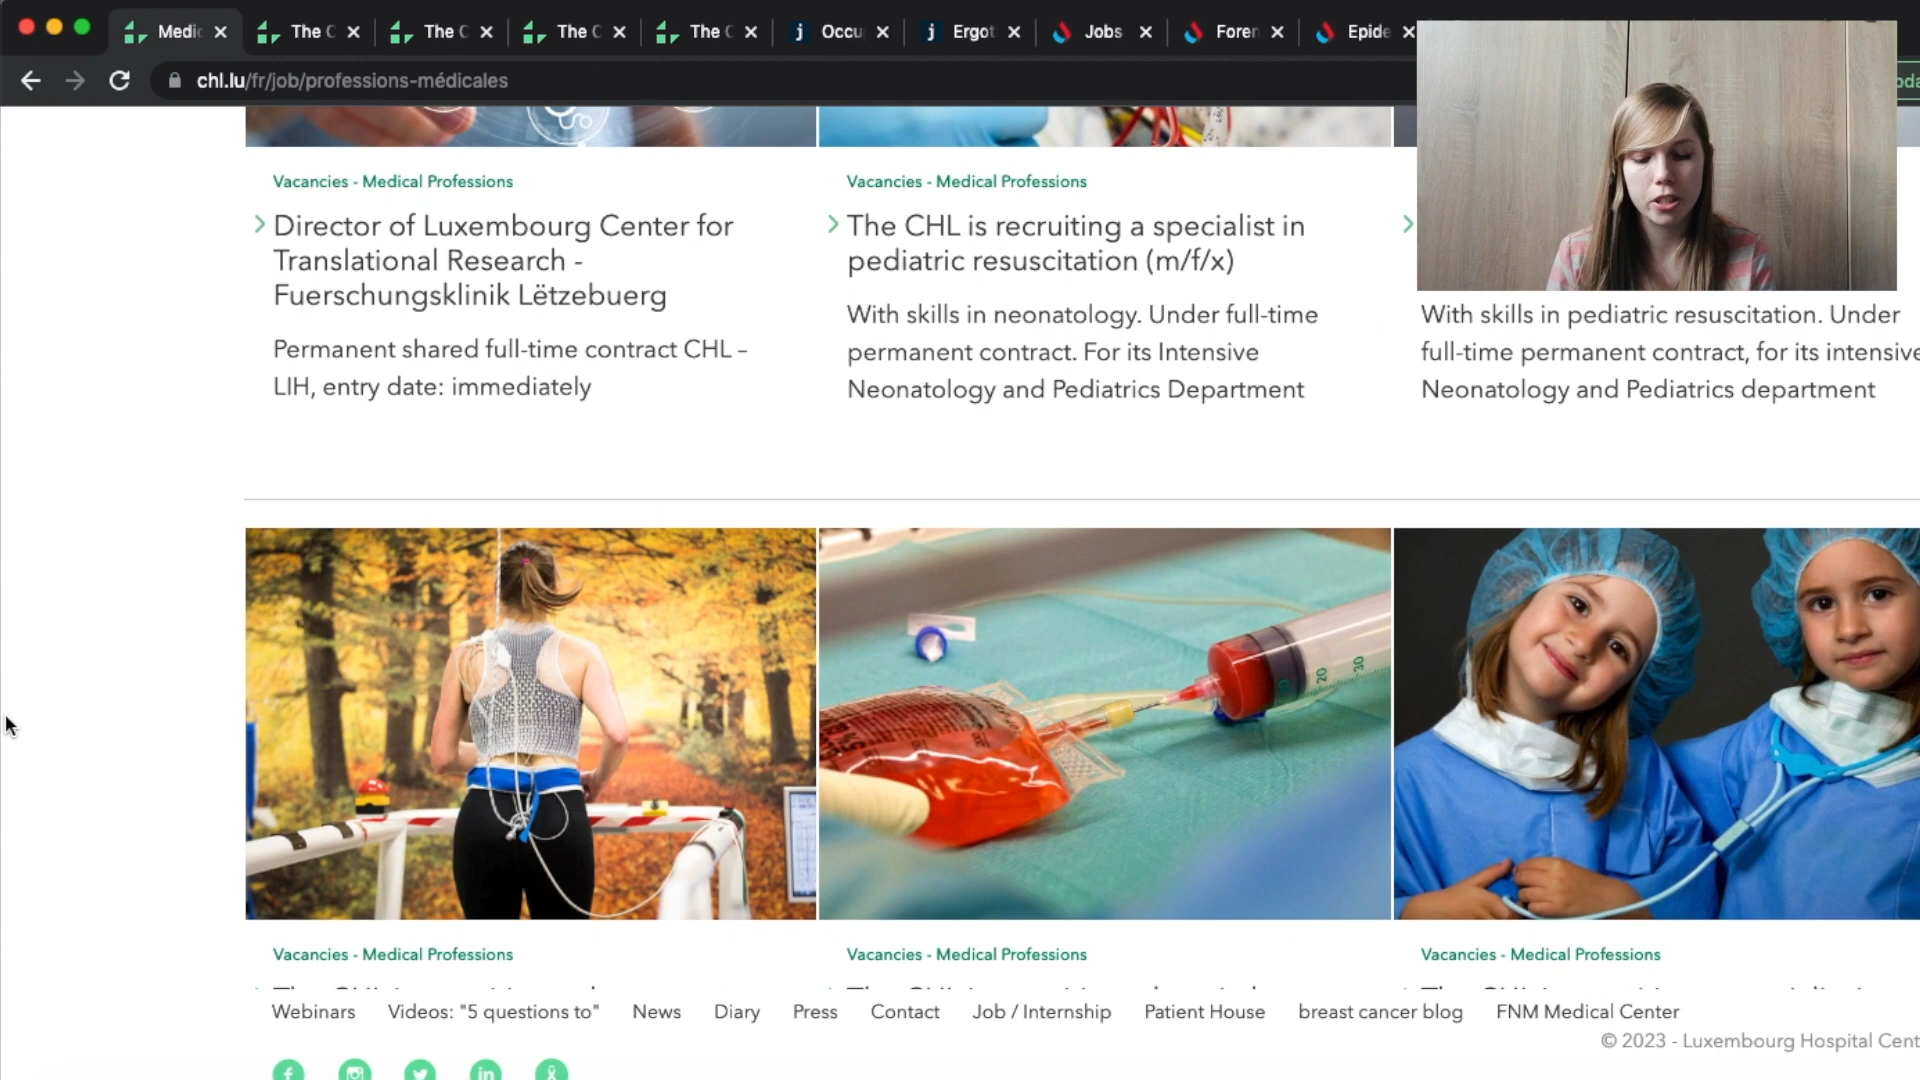 Medic
The C
The C
The C
The C
Occu
Ergot
Jobs
Foren
Epide
chl.lu/fr/job/professions-médicales
Vacancies - Medical Professions
Director of Luxembourg Center for
Translational Research -
Fuerschungsklinik Lëtzebuerg
Permanent shared full-time contract CHL –
LIH, entry date: immediately
Vacancies - Medical Professions
The CHL is recruiting a specialist in
pediatric resuscitation (m/f/x)
With skills in neonatology. Under full-time
permanent contract. For its Intensive
Neonatology and Pediatrics Department
With skills in pediatric resuscitation. Under
full-time permanent contract, for its intensive
Neonatology and Pediatrics department
20
30
Vacancies - Medical Professions
Vacancies - Medical Professions
Vacancies - Medical Professions
Webinars Videos: "5 questions to" News Diary Press Contact Job / Internship Patient House breast cancer blog FNM Medical Center
© 2023 - Luxembourg Hospital Cent